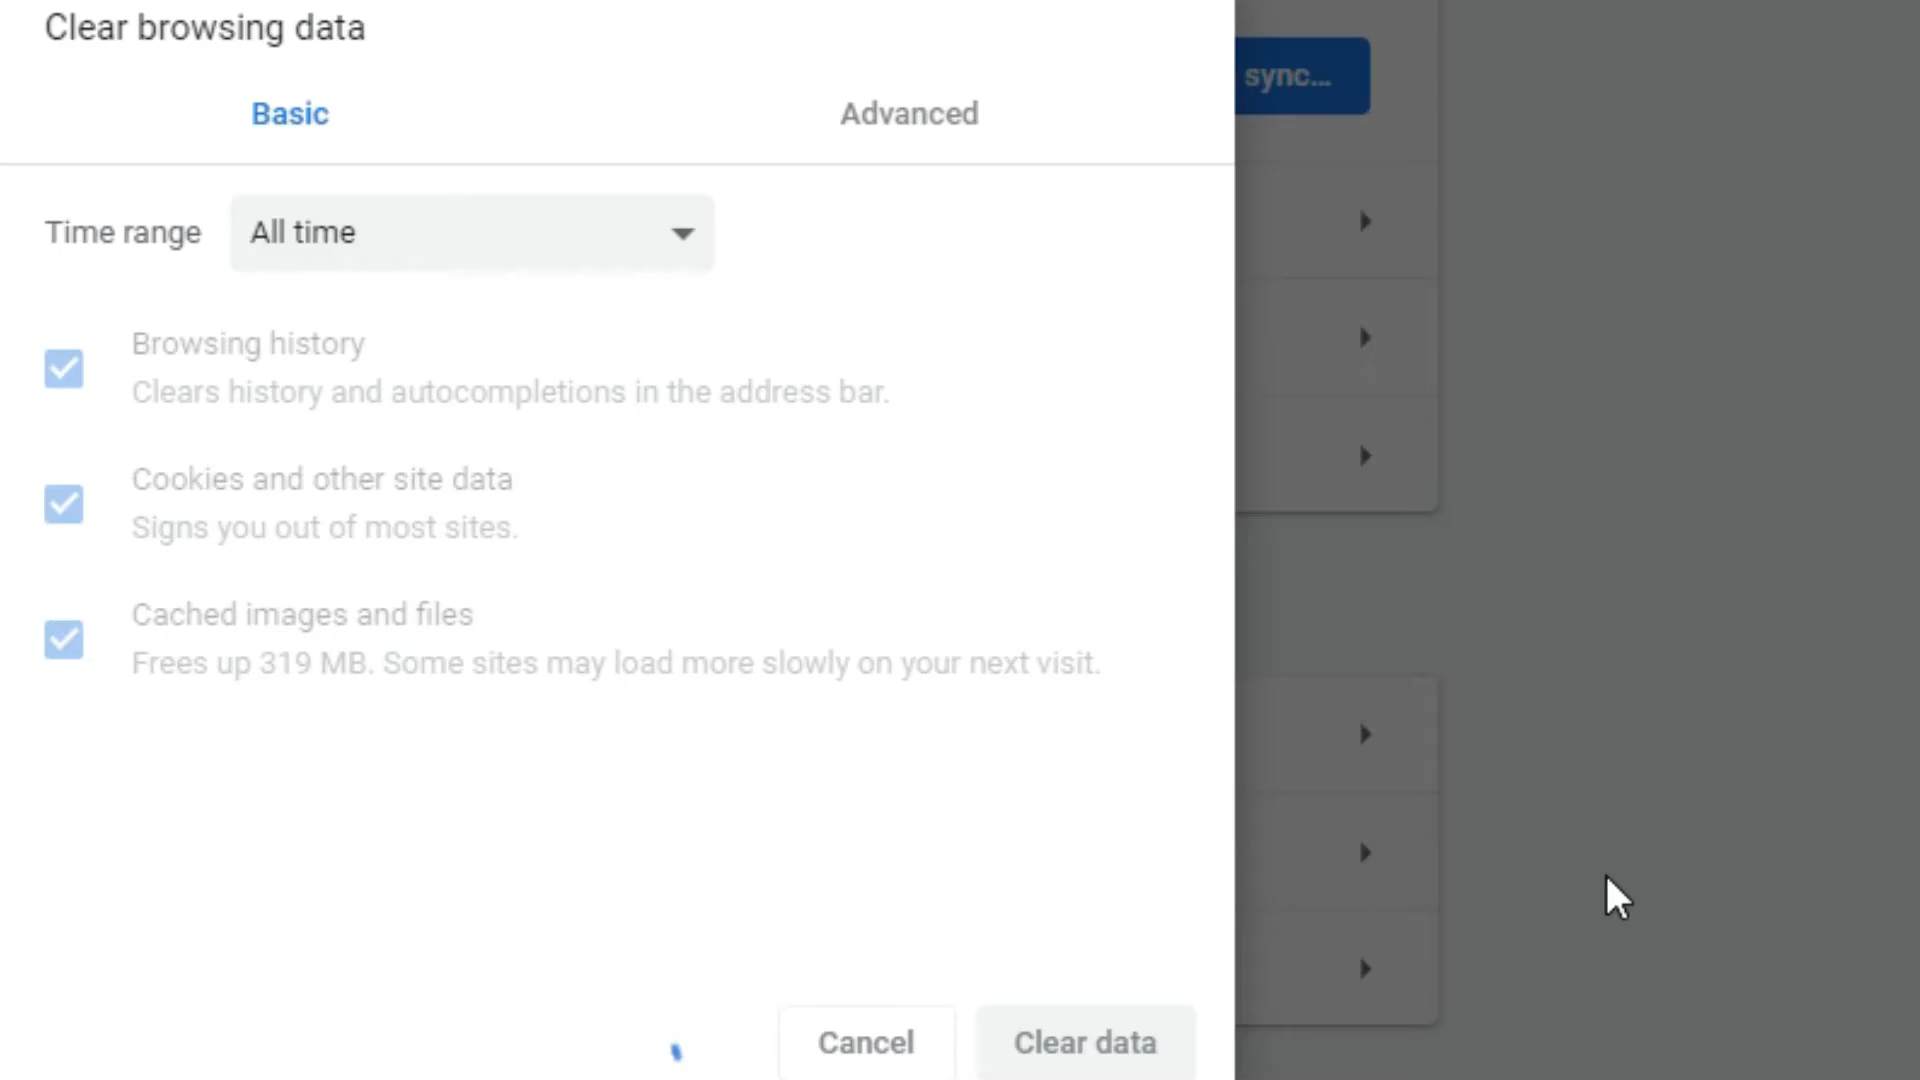 Clear browsing data
sync...
Basic
Advanced
Time range
All time
Browsing history
Clears history and autocompletions in the address bar.
Cookies and other site data
Signs you out of most sites.
Cached images and files
Frees up 319 MB. Some sites may load more slowly on your next visit.
Cancel
Clear data